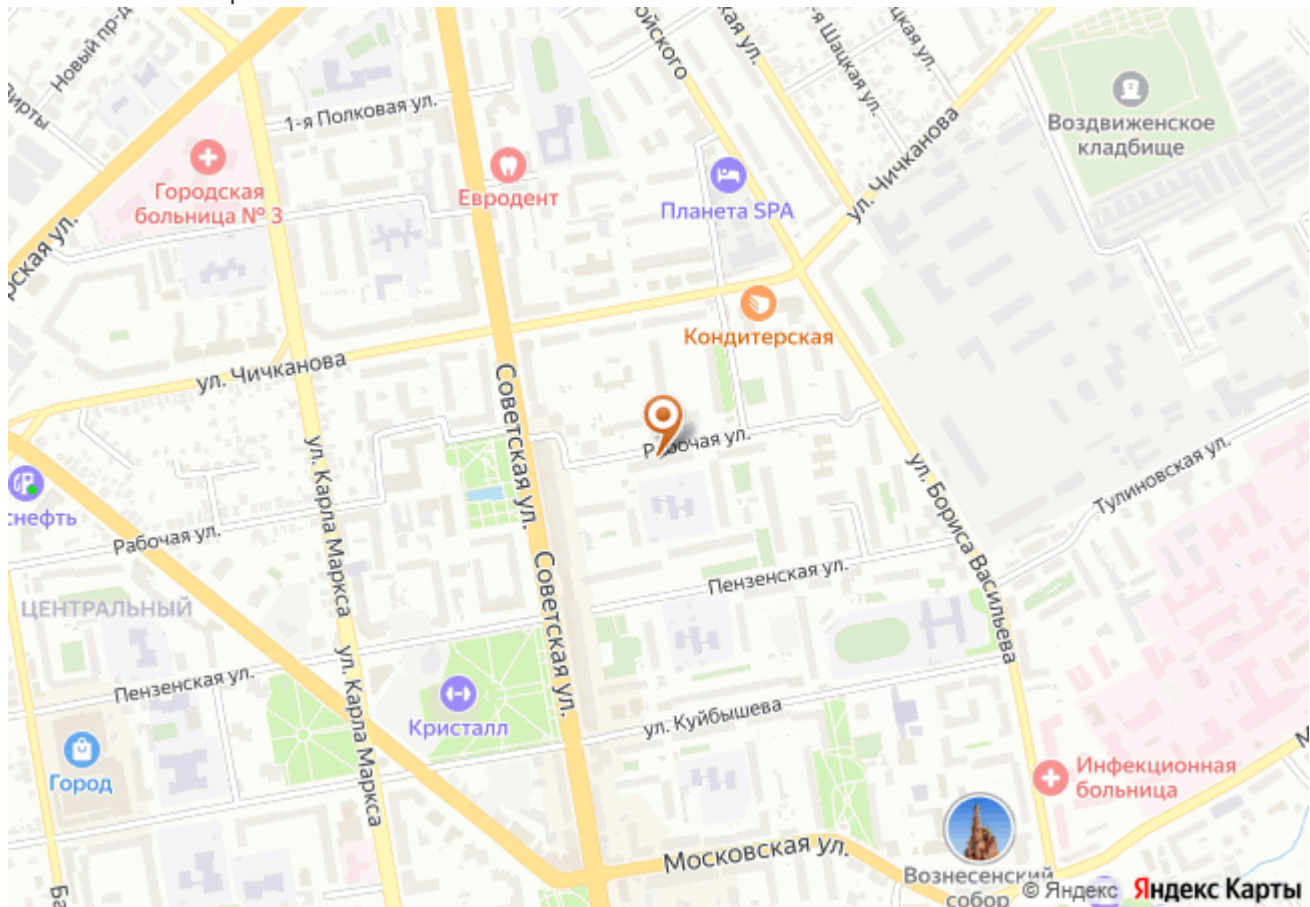 Новый пр-д
1-я Полковая ул.
Городская
больница № 3
Евродент
Планета SPA
1-я Шацкая ул.
ул. Чичканова
Воздвиженское
кладбище
Кондитерская
ул. Чичканова
Советская ул.
Рабочая ул.
ул. Карла Маркса
снефть
Рабочая ул.
ул. Бориса Васильева
Тулиновская ул.
Советская ул.
Пензенская ул.
ЦЕНТРАЛЬНЫЙ
Пензенская ул.
ул. Карла Маркса
Кристалл
ул. Куйбышева
Город
Инфекционная
больница
Московская ул.
Вознесенский
собор
© Яндекс Яндекс Карты